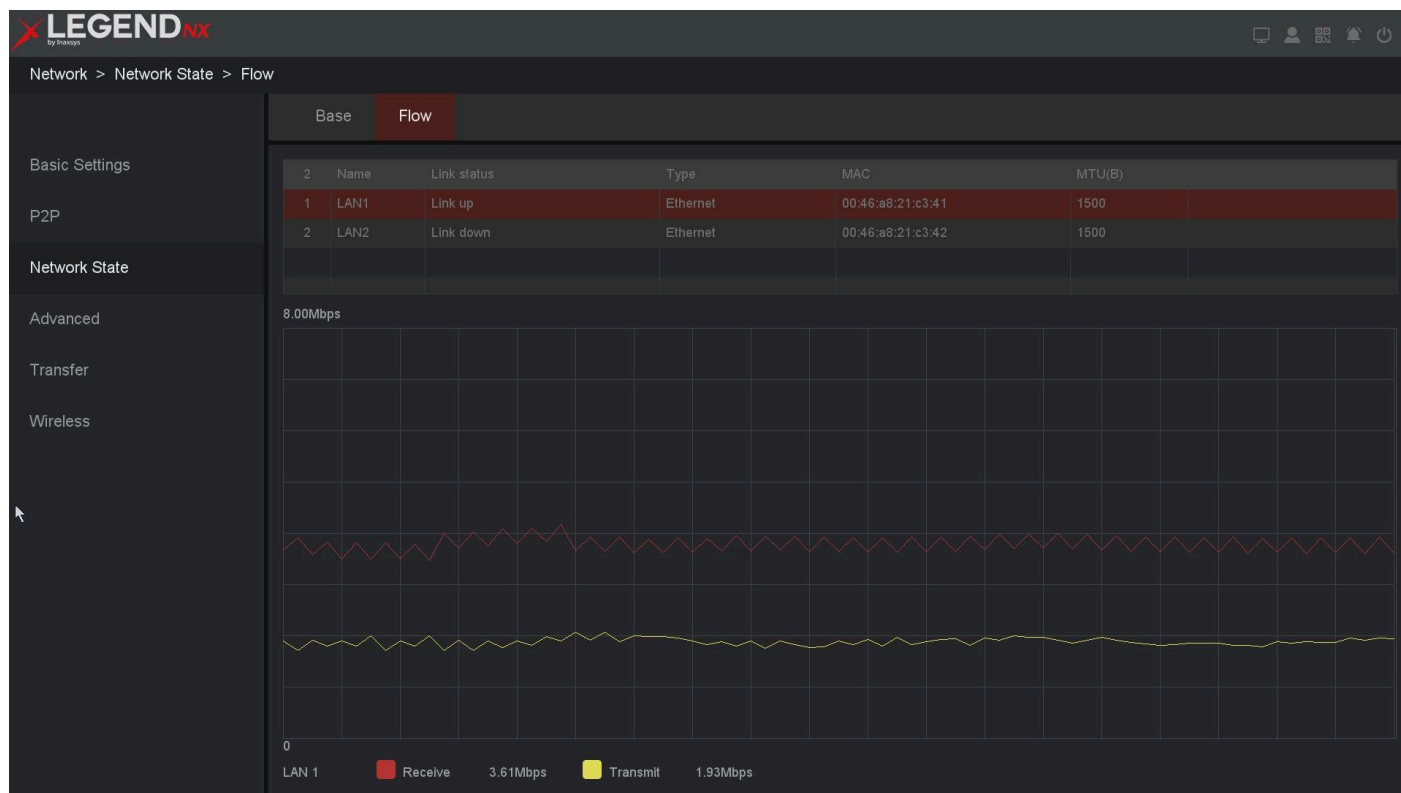 XLEGEND NX
by Inaxsys
Network > Network State > Flow
Base Flow
Basic Settings
P2P
Network State
Advanced
Transfer
Wireless
2 Name Link status Type MAC MTU(B)
1 LAN1 Link up Ethernet 00:46:a8:21:c3:41 1500
2 LAN2 Link down Ethernet 00:46:a8:21:c3:42 1500
8.00Mbps
0
LAN 1 Receive 3.61Mbps Transmit 1.93Mbps